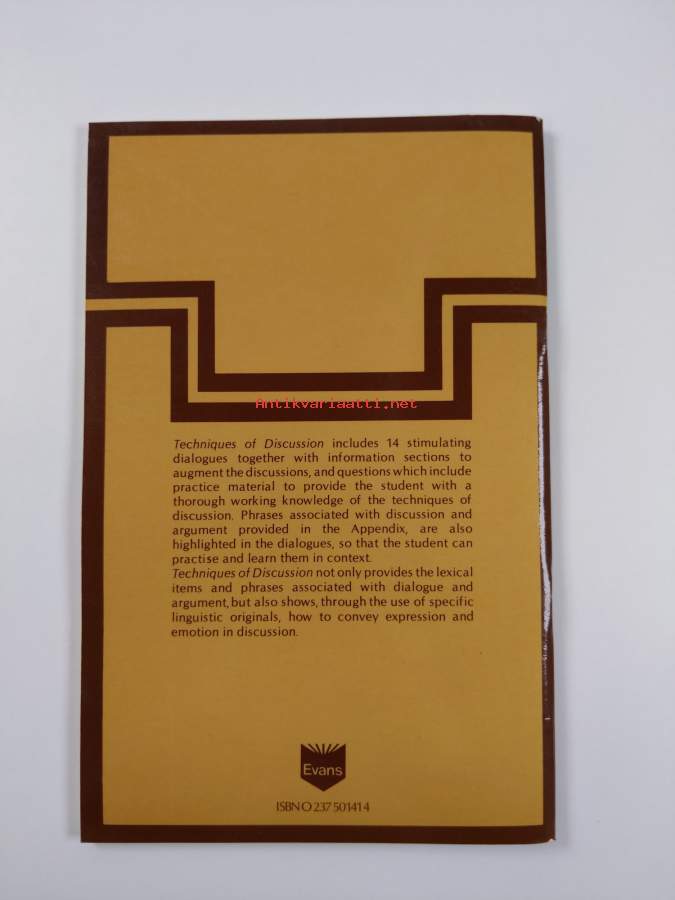 Antikvariaatti.net
Techniques of Discussion includes 14 stimulating
dialogues together with information sections to
augment the discussions, and questions which include
practice material to provide the student with a
thorough working knowledge of the techniques of
discussion. Phrases associated with discussion and
argument provided in the Appendix, are also
highlighted in the dialogues, so that the student can
practise and learn them in context.
Techniques of Discussion not only provides the lexical
items and phrases associated with dialogue and
argument, but also shows, through the use of specific
linguistic originals, how to convey expression and
emotion in discussion.
Evans
ISBN O 237 50141 4